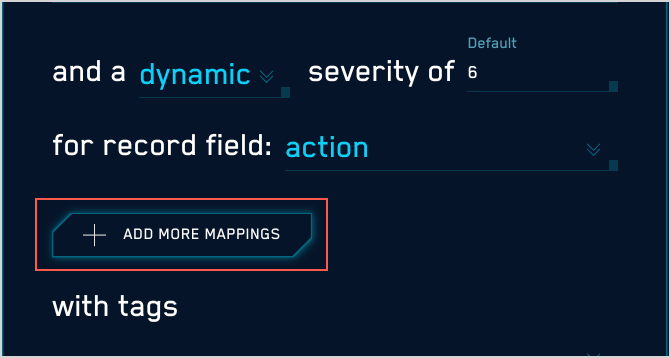 Default
and a dynamic severity of 6
for record field: action
ADD MORE MAPPINGS
with tags